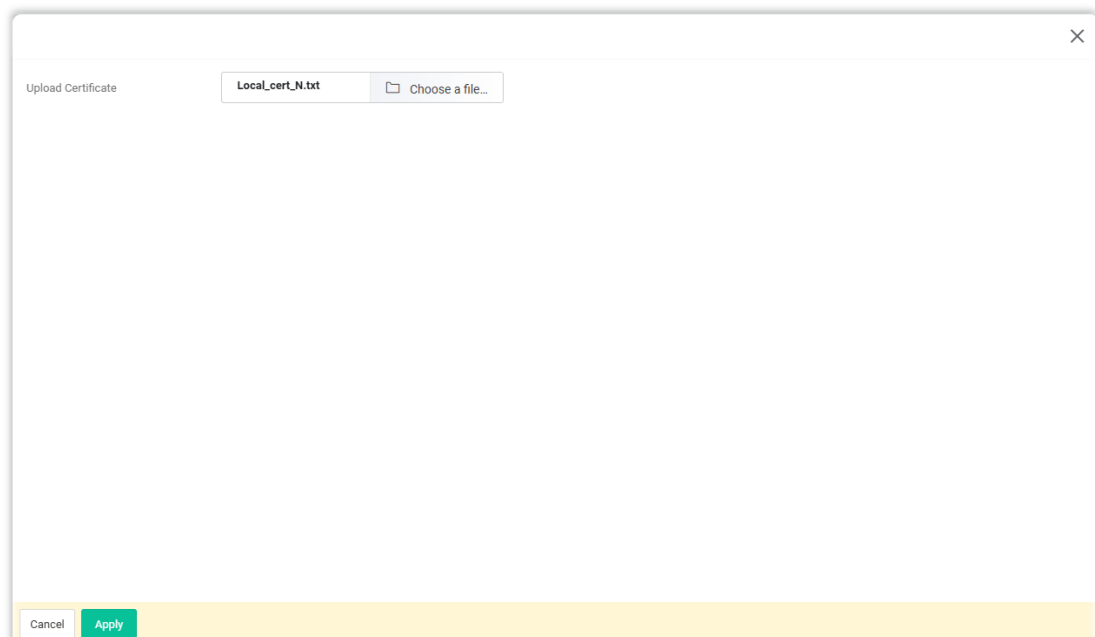 Upload Certificate
Local_cert_N.txt
Choose a file...
Cancel
Apply